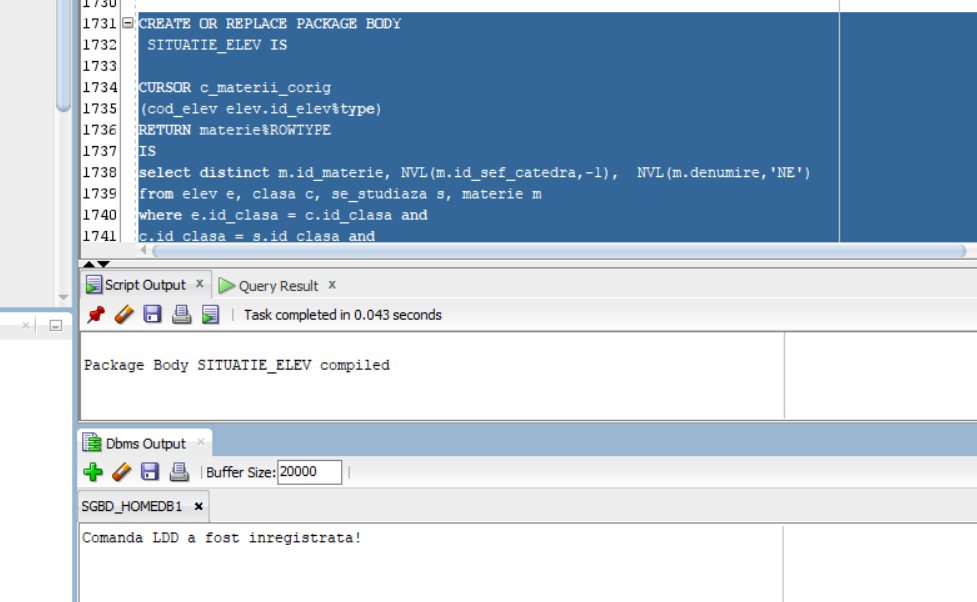 1730
1731 CREATE OR REPLACE PACKAGE BODY
1732 SITUATIE_ELEV IS
1733
1734 CURSOR c_materii_corig
1735 (cod_elev elev.id_elev%type)
1736 RETURN materie%ROWTYPE
1737 IS
1738 select distinct m.id_materie, NVL(m.id_sef_catedra,-1), NVL(m.denumire,'NE')
1739 from elev e, clasa c, se_studiaza s, materie m
1740 where e.id_clasa = c.id_clasa and
1741 c.id_clasa = s.id_clasa and
Script Output x Query Result x
Task completed in 0.043 seconds
Package Body SITUATIE_ELEV compiled
Dbms Output x
Buffer Size: 20000
SGBD_HOMEDB1 x
Comanda LDD a fost inregistrata!